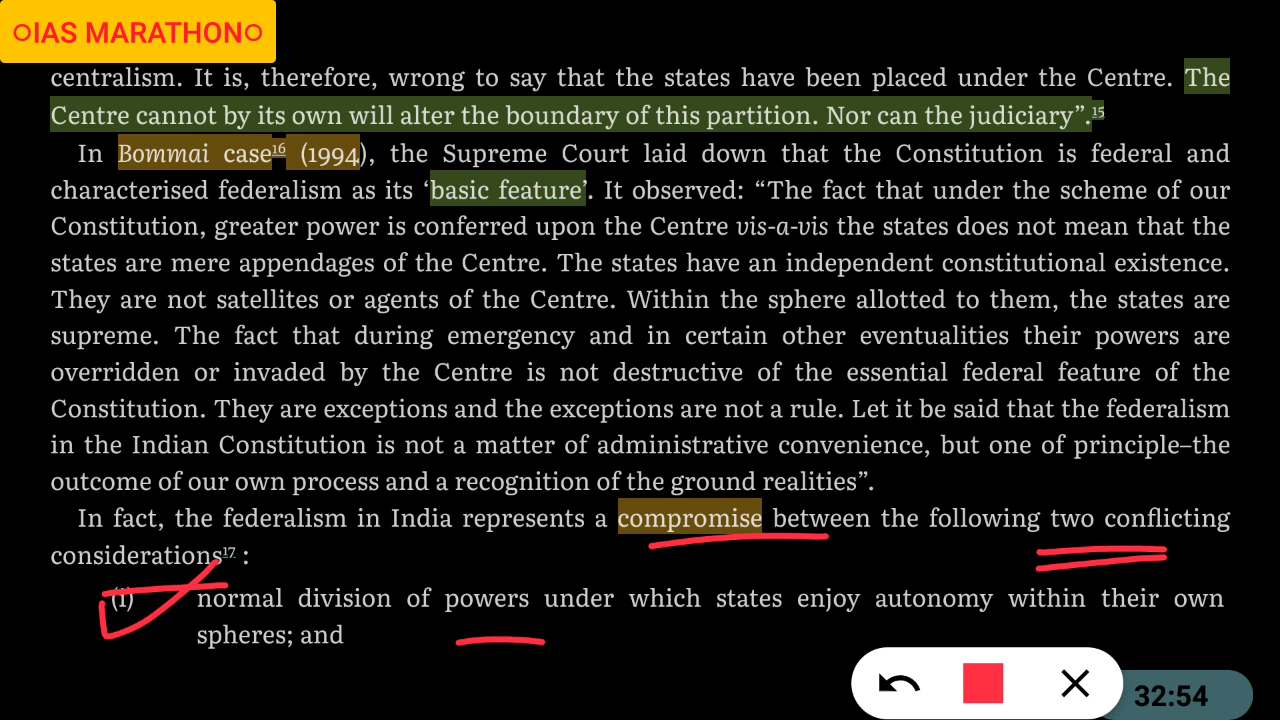 ○IAS MARATHON○
centralism. It is, therefore, wrong to say that the states have been placed under the Centre. The
Centre cannot by its own will alter the boundary of this partition. Nor can the judiciary”.15
In Bommai case16 (1994), the Supreme Court laid down that the Constitution is federal and
characterised federalism as its ‘basic feature’. It observed: “The fact that under the scheme of our
Constitution, greater power is conferred upon the Centre vis-a-vis the states does not mean that the
states are mere appendages of the Centre. The states have an independent constitutional existence.
They are not satellites or agents of the Centre. Within the sphere allotted to them, the states are
supreme. The fact that during emergency and in certain other eventualities their powers are
overridden or invaded by the Centre is not destructive of the essential federal feature of the
Constitution. They are exceptions and the exceptions are not a rule. Let it be said that the federalism
in the Indian Constitution is not a matter of administrative convenience, but one of principle–the
outcome of our own process and a recognition of the ground realities”.
In fact, the federalism in India represents a compromise between the following two conflicting
considerations17 :
(i) normal division of powers under which states enjoy autonomy within their own
spheres; and
32:54